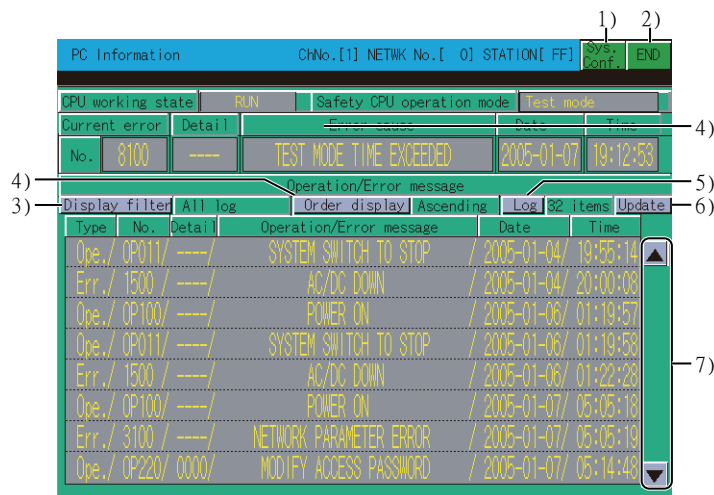 1) 2)
PC Information ChNo.[1] NETWK No.[ 0] STATION[ FF] Sys. Conf. END
CPU working state RUN Safety CPU operation mode Test mode
Current error Detail Error cause Date Time 4)
No. 8100 ---- TEST MODE TIME EXCEEDED 2005-01-07 19:12:53
Operation/Error message
4) 5)
3) Display filter All log Order display Ascending Log 32 items Update 6)
Type No. Detail Operation/Error message Date Time
Ope./ OP011/ ----/ SYSTEM SWITCH TO STOP / 2005-01-04/ 19:55:14
Err./ 1500 / ----/ AC/DC DOWN / 2005-01-04/ 20:00:08
Ope./ OP100/ ----/ POWER ON / 2005-01-06/ 01:19:57
Ope./ OP011/ ----/ SYSTEM SWITCH TO STOP / 2005-01-06/ 01:19:58
Err./ 1500 / ----/ AC/DC DOWN / 2005-01-06/ 01:22:28
7)
Ope./ OP100/ ----/ POWER ON / 2005-01-07/ 05:05:18
Err./ 3100 / ----/ NETWORK PARAMETER ERROR / 2005-01-07/ 05:05:19
Ope./ OP220/ 0000/ MODIFY ACCESS PASSWORD / 2005-01-07/ 05:14:48